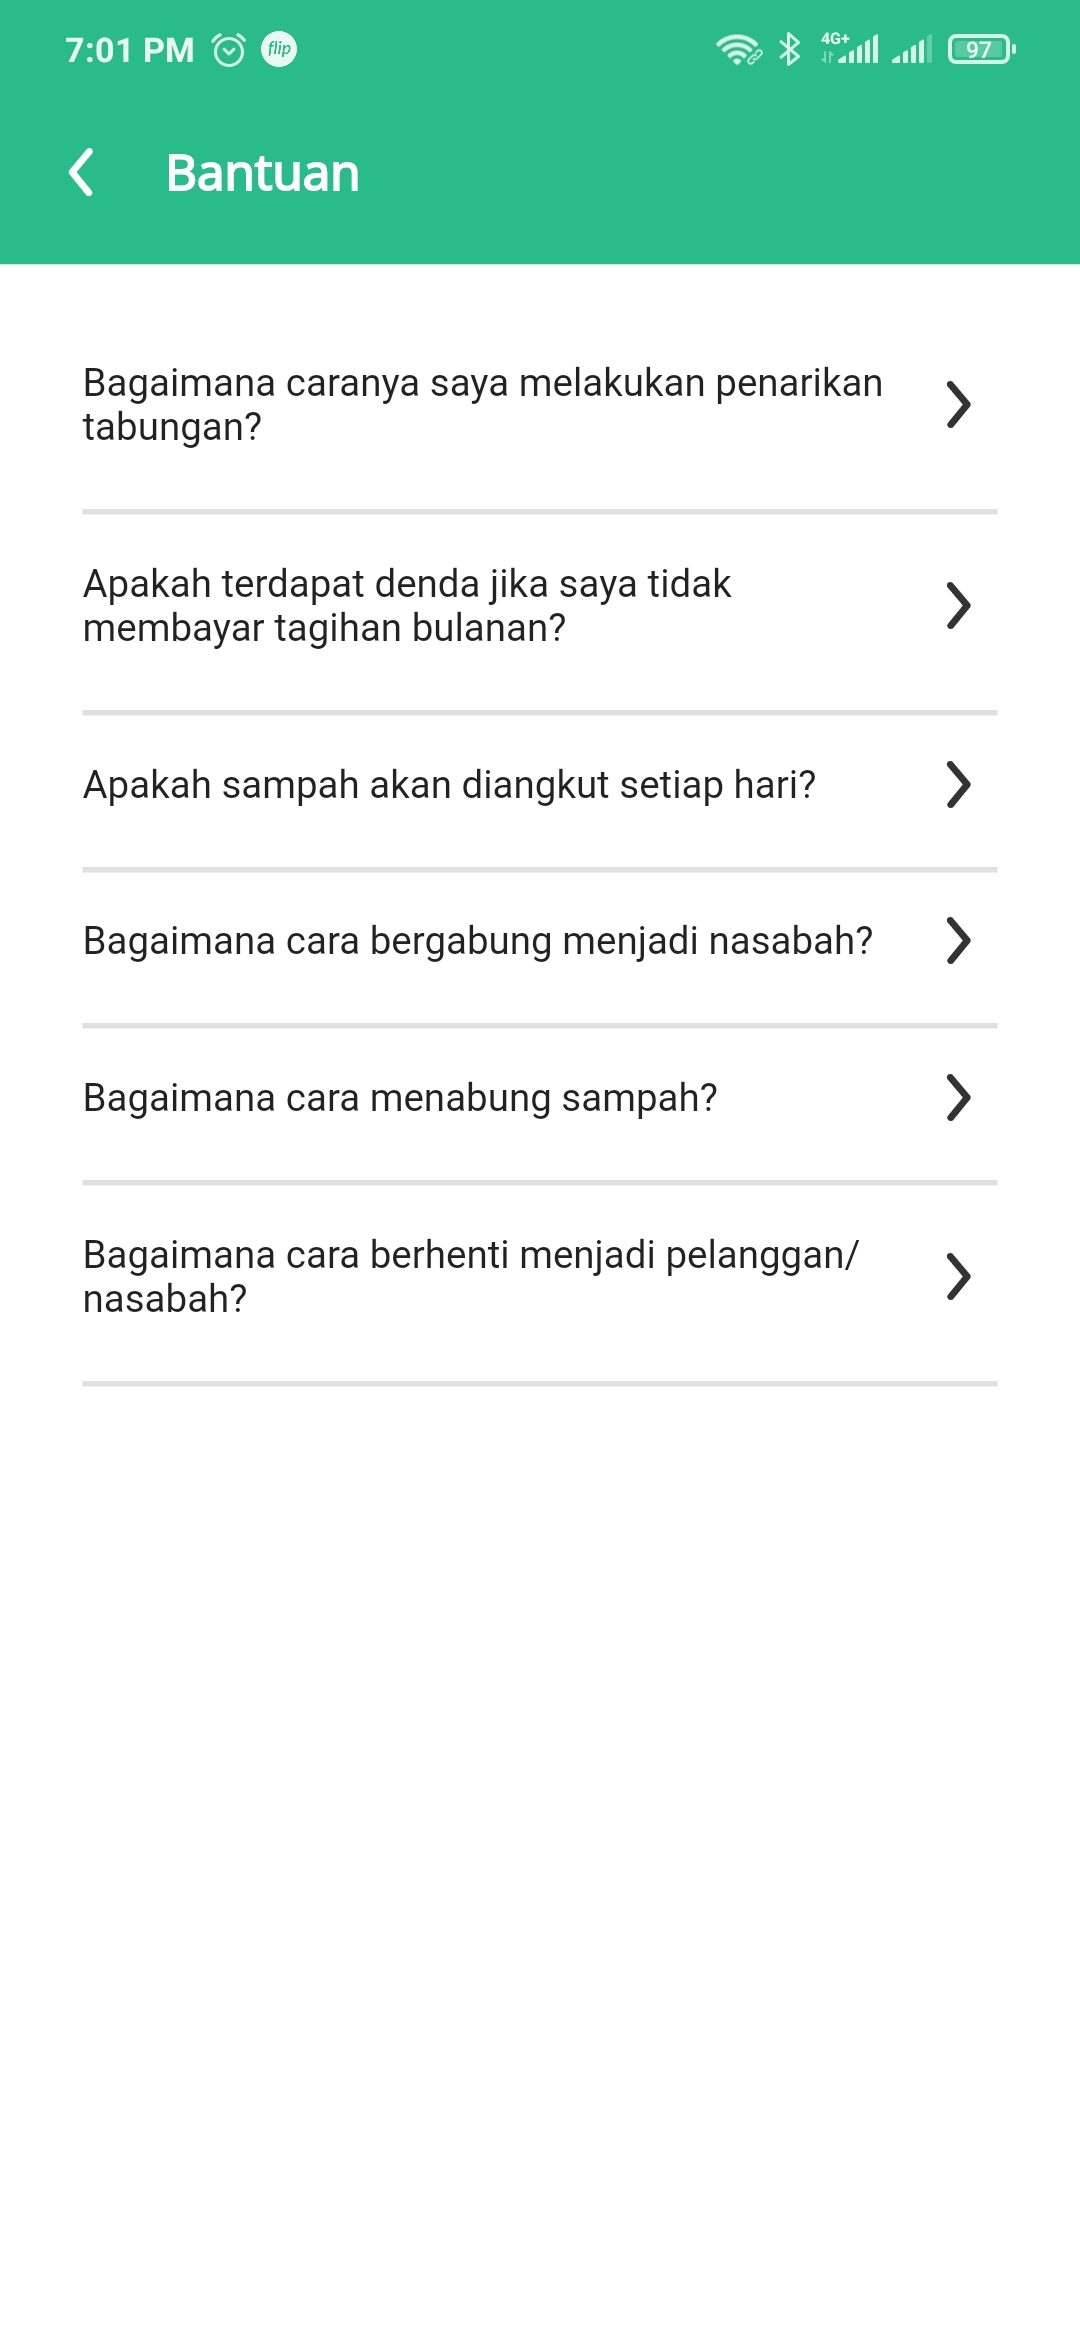 7:01 PM flip 4G+ 97
Bantuan
Bagaimana caranya saya melakukan penarikan
tabungan?
Apakah terdapat denda jika saya tidak
membayar tagihan bulanan?
Apakah sampah akan diangkut setiap hari?
Bagaimana cara bergabung menjadi nasabah?
Bagaimana cara menabung sampah?
Bagaimana cara berhenti menjadi pelanggan/
nasabah?